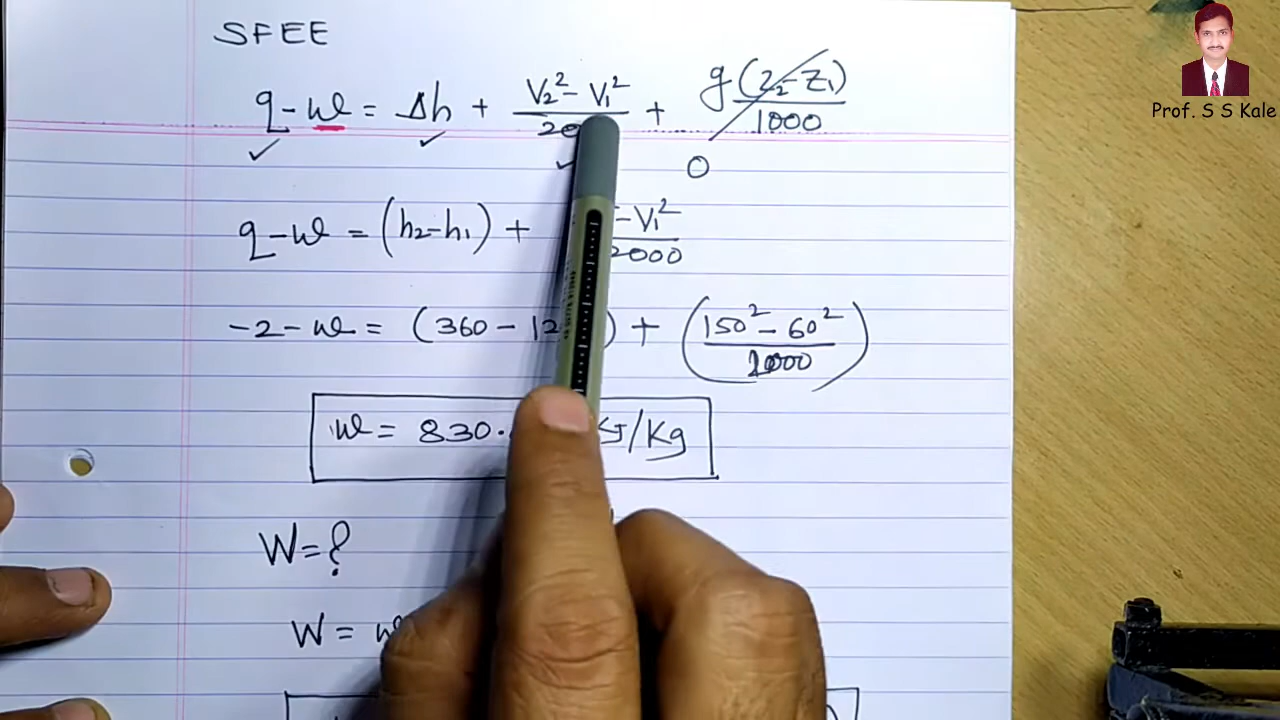 SFEE
q - w = Δh + V₂² - V₁² / 20 + g(Z₂ - Z₁) / 1000
0
q - w = (h₂ - h₁) + - V₁² / 2000
-2 - w = (360 - 12 ) + (150² - 60² / 2000)
w = 830. KJ/Kg
W = ?
W = w
Prof. S S Kale